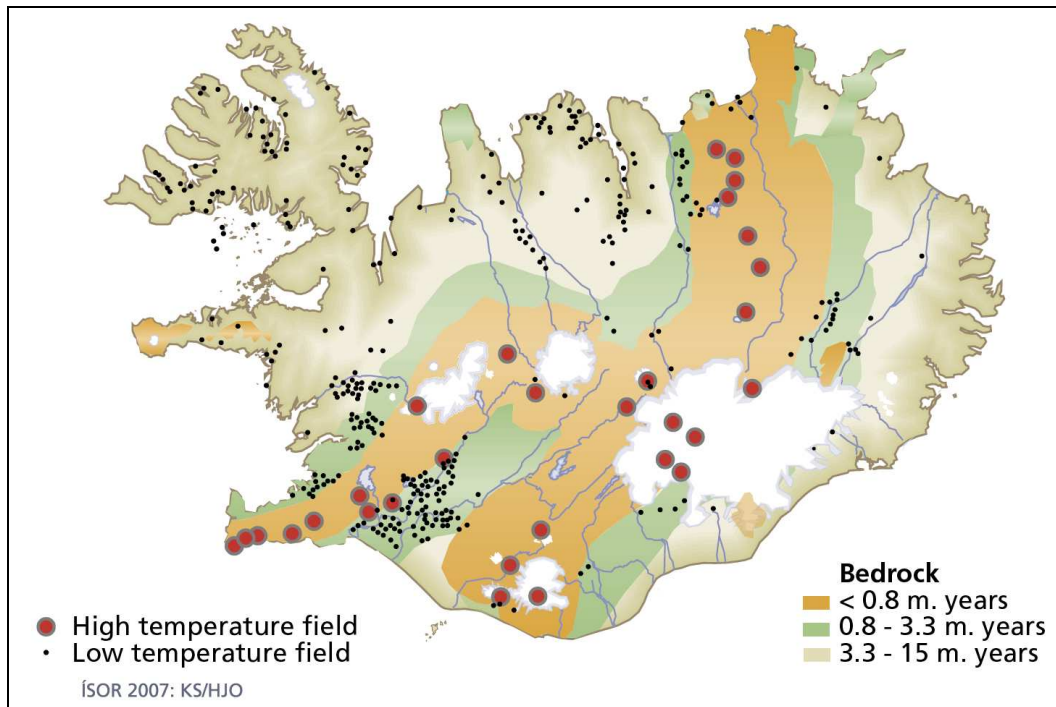 Bedrock
< 0.8 m. years
0.8 - 3.3 m. years
3.3 - 15 m. years
High temperature field
Low temperature field
ÍSOR 2007: KS/HJO